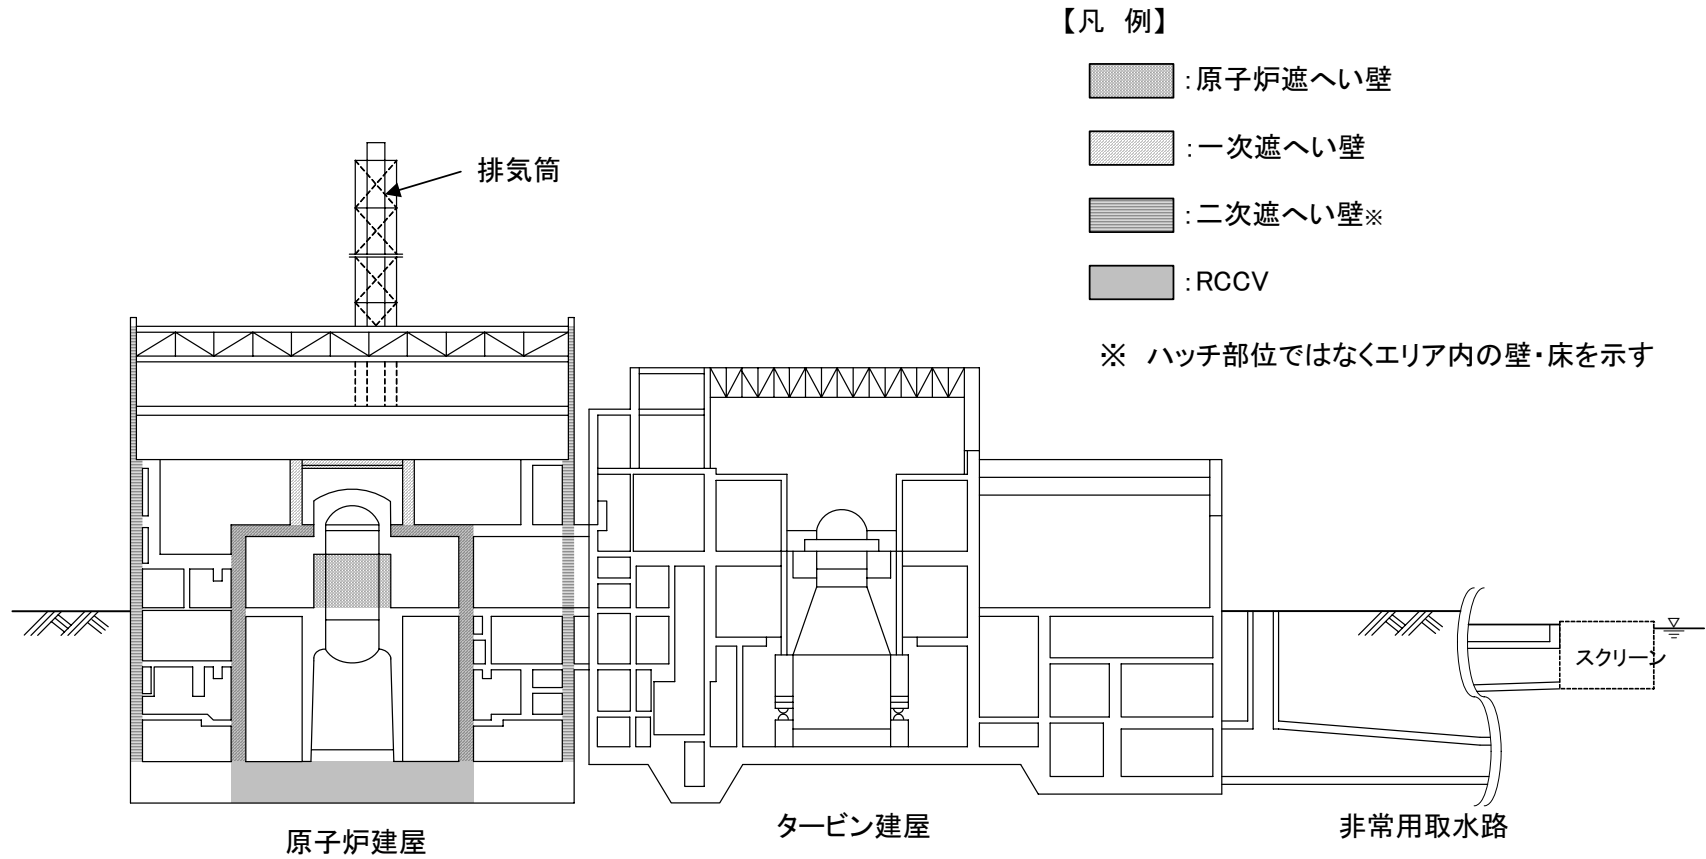 【凡 例】
:原子炉遮へい壁
:一次遮へい壁
:二次遮へい壁※
:RCCV
※ ハッチ部位ではなくエリア内の壁・床を示す
排気筒
スクリーン
原子炉建屋
タービン建屋
非常用取水路